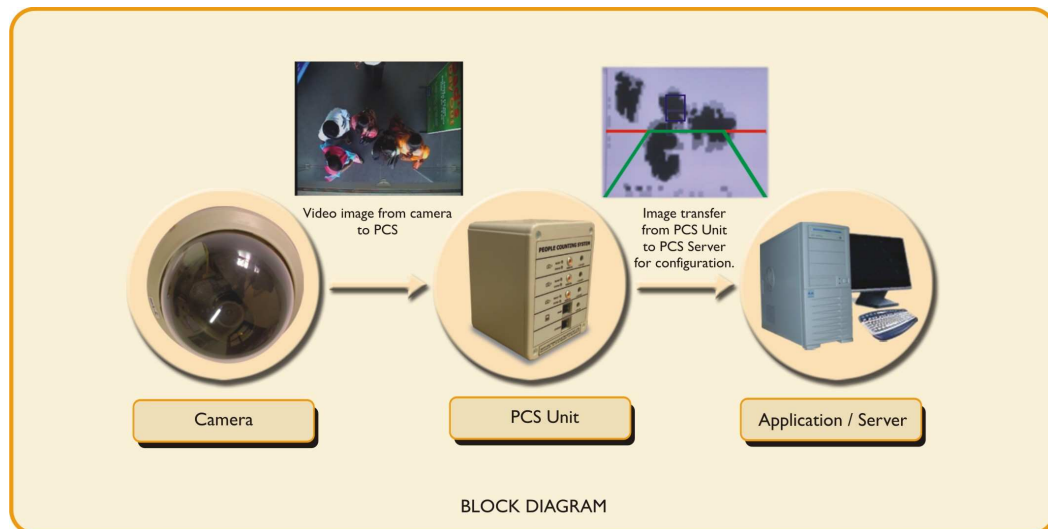 Video image from camera
to PCS
Image transfer
from PCS Unit
to PCS Server
for configuration.
PEOPLE COUNTING SYSTEM
Camera
PCS Unit
Application / Server
BLOCK DIAGRAM